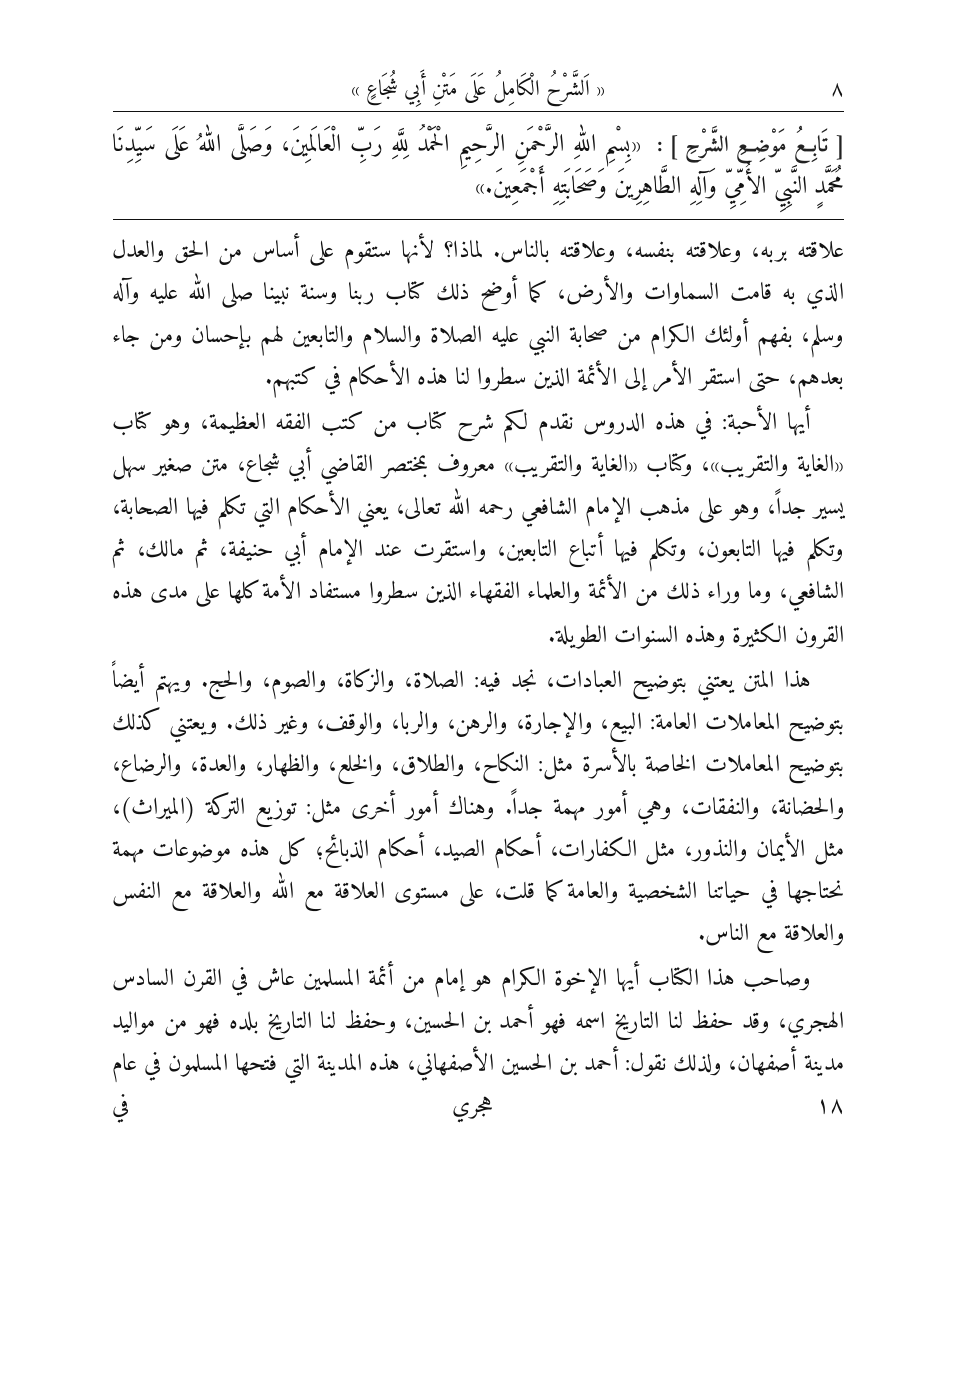 ٨ « اَلشَّرْحُ الْكَامِلُ عَلَى مَتْنِ أَبِي شُجَاعٍ »
[ تَابِعُ مَوْضِعِ الشَّرْحِ ] : «بِسْمِ اللهِ الرَّحْمَنِ الرَّحِيمِ الْحَمْدُ لِلَّهِ رَبِّ الْعَالَمِينَ، وَصَلَّى اللهُ عَلَى سَيِّدِنَا
مُحَمَّدٍ النَّبِيِّ الأُمِّيِّ وَآلِهِ الطَّاهِرِينَ وَصَحَابَتِهِ أَجْمَعِينَ.»
علاقته بربه، وعلاقته بنفسه، وعلاقته بالناس. لماذا؟ لأنها ستقوم على أساس من الحق والعدل
الذي به قامت السماوات والأرض، كما أوضح ذلك كتاب ربنا وسنة نبينا صلى الله عليه وآله
وسلم، بفهم أولئك الكرام من صحابة النبي عليه الصلاة والسلام والتابعين لهم بإحسان ومن جاء
بعدهم، حتى استقر الأمر إلى الأئمة الذين سطروا لنا هذه الأحكام في كتبهم.
أيها الأحبة: في هذه الدروس نقدم لكم شرح كتاب من كتب الفقه العظيمة، وهو كتاب
«الغاية والتقريب»، وكتاب «الغاية والتقريب» معروف بمختصر القاضي أبي شجاع، متن صغير سهل
يسير جداً، وهو على مذهب الإمام الشافعي رحمه الله تعالى، يعني الأحكام التي تكلم فيها الصحابة،
وتكلم فيها التابعون، وتكلم فيها أتباع التابعين، واستقرت عند الإمام أبي حنيفة، ثم مالك، ثم
الشافعي، وما وراء ذلك من الأئمة والعلماء الفقهاء الذين سطروا مستفاد الأمة كلها على مدى هذه
القرون الكثيرة وهذه السنوات الطويلة.
هذا المتن يعتني بتوضيح العبادات، نجد فيه: الصلاة، والزكاة، والصوم، والحج. ويهتم أيضاً
بتوضيح المعاملات العامة: البيع، والإجارة، والرهن، والربا، والوقف، وغير ذلك. ويعتني كذلك
بتوضيح المعاملات الخاصة بالأسرة مثل: النكاح، والطلاق، والخلع، والظهار، والعدة، والرضاع،
والحضانة، والنفقات، وهي أمور مهمة جداً. وهناك أمور أخرى مثل: توزيع التركة (الميراث)،
مثل الأيمان والنذور، مثل الكفارات، أحكام الصيد، أحكام الذبائح؛ كل هذه موضوعات مهمة
نحتاجها في حياتنا الشخصية والعامة كما قلت، على مستوى العلاقة مع الله والعلاقة مع النفس
والعلاقة مع الناس.
وصاحب هذا الكتاب أيها الإخوة الكرام هو إمام من أئمة المسلمين عاش في القرن السادس
الهجري، وقد حفظ لنا التاريخ اسمه فهو أحمد بن الحسين، وحفظ لنا التاريخ بلده فهو من مواليد
مدينة أصفهان، ولذلك نقول: أحمد بن الحسين الأصفهاني، هذه المدينة التي فتحها المسلمون في عام
١٨ هجري في